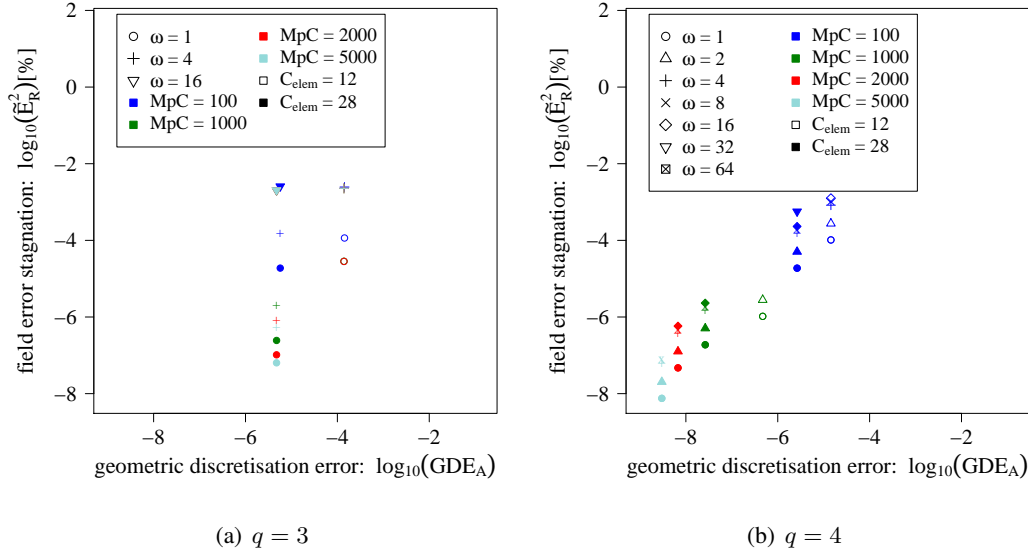 field error stagnation: log10(Ẽ²R)[%]
2
0
−2
−4
−6
−8
ω = 1
ω = 4
ω = 16
MpC = 100
MpC = 1000
MpC = 2000
MpC = 5000
Celem = 12
Celem = 28
−8
−6
−4
−2
geometric discretisation error: log10(GDEA)
(a) q = 3
field error stagnation: log10(Ẽ²R)[%]
2
0
−2
−4
−6
−8
ω = 1
ω = 2
ω = 4
ω = 8
ω = 16
ω = 32
ω = 64
MpC = 100
MpC = 1000
MpC = 2000
MpC = 5000
Celem = 12
Celem = 28
−8
−6
−4
−2
geometric discretisation error: log10(GDEA)
(b) q = 4